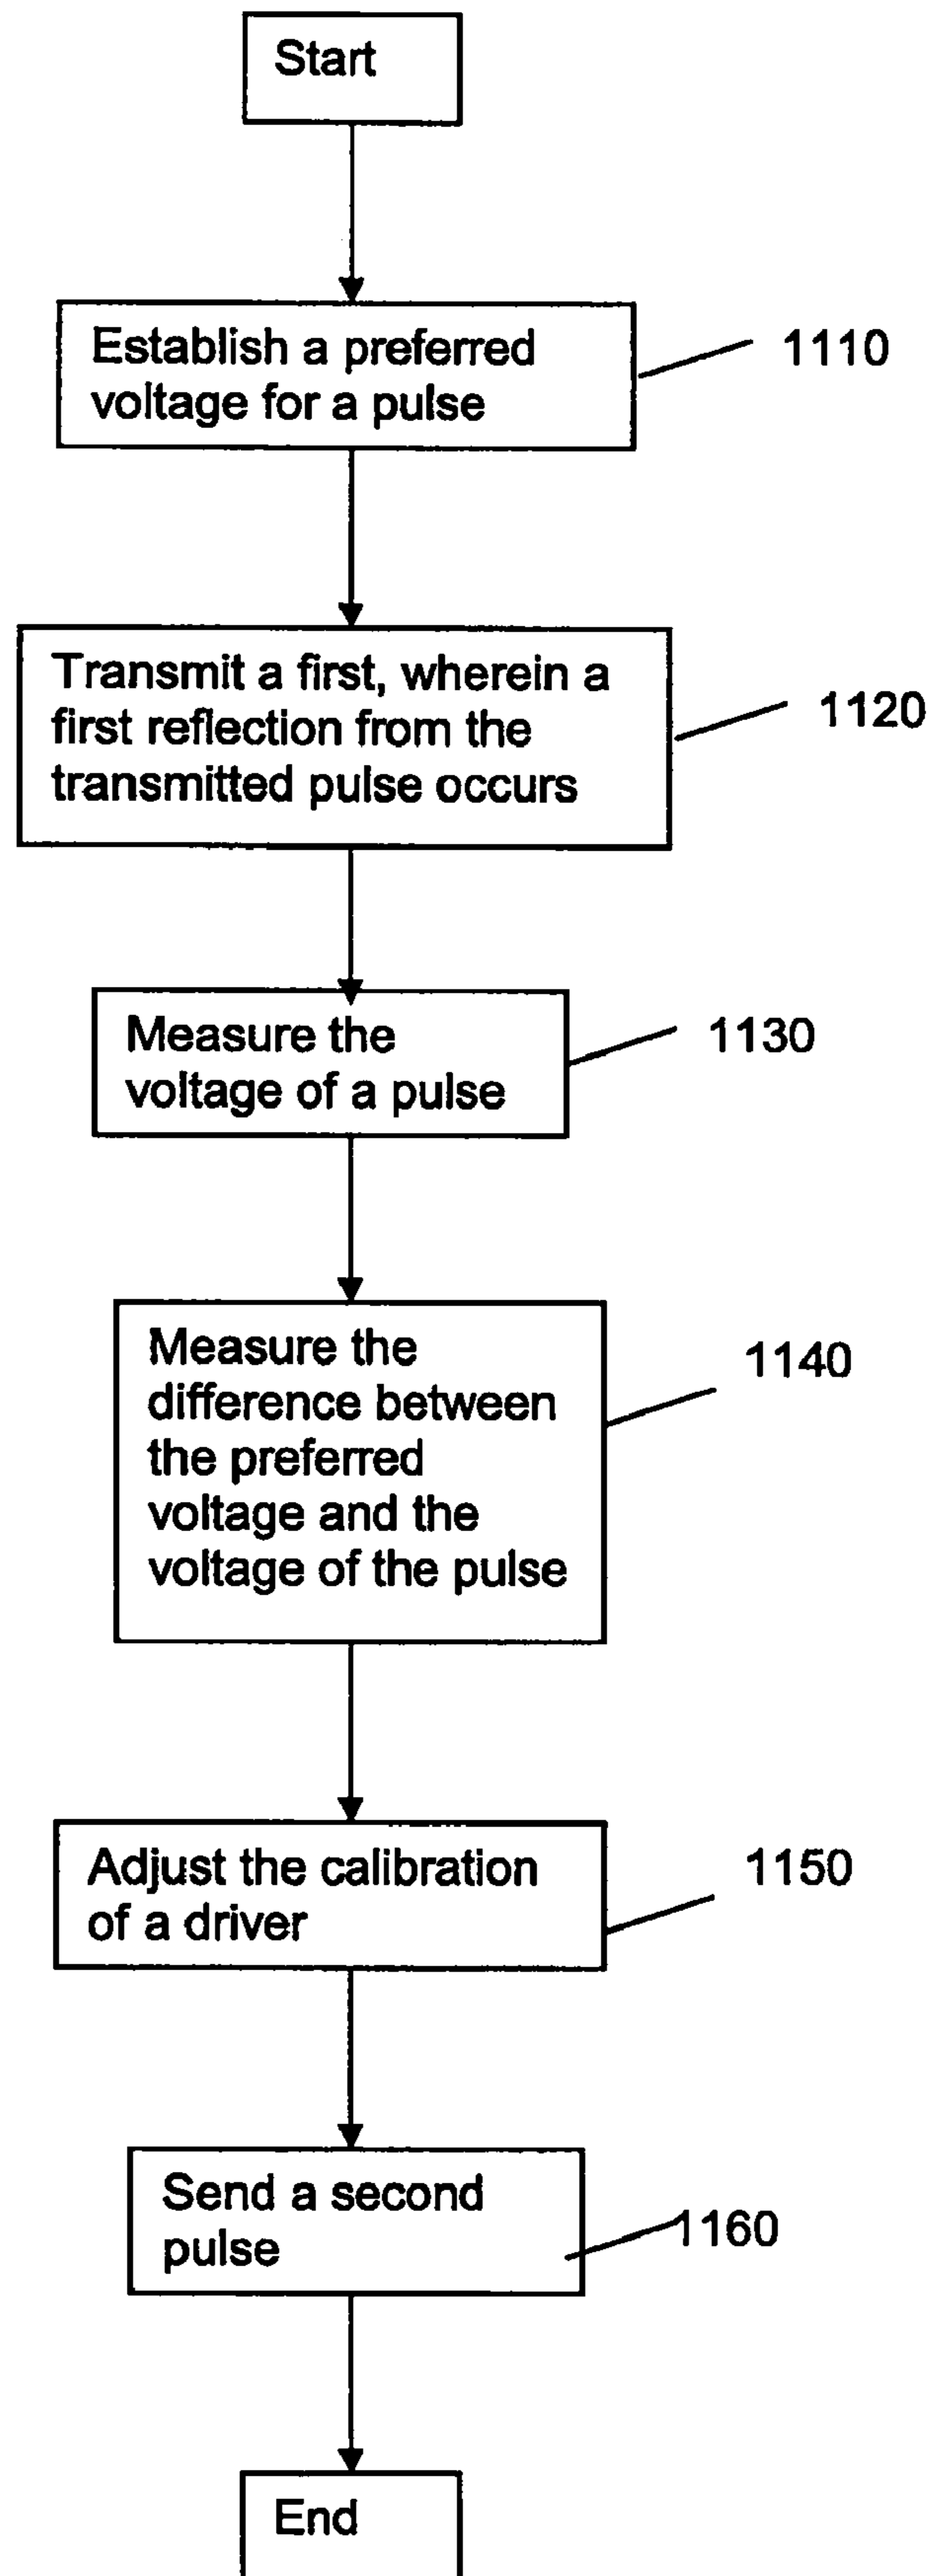 Start
Establish a preferred
voltage for a pulse
1110
Transmit a first, wherein a
first reflection from the
transmitted pulse occurs
1120
Measure the
voltage of a pulse
1130
Measure the
difference between
the preferred
voltage and the
voltage of the pulse
1140
Adjust the calibration
of a driver
1150
Send a second
pulse
1160
End